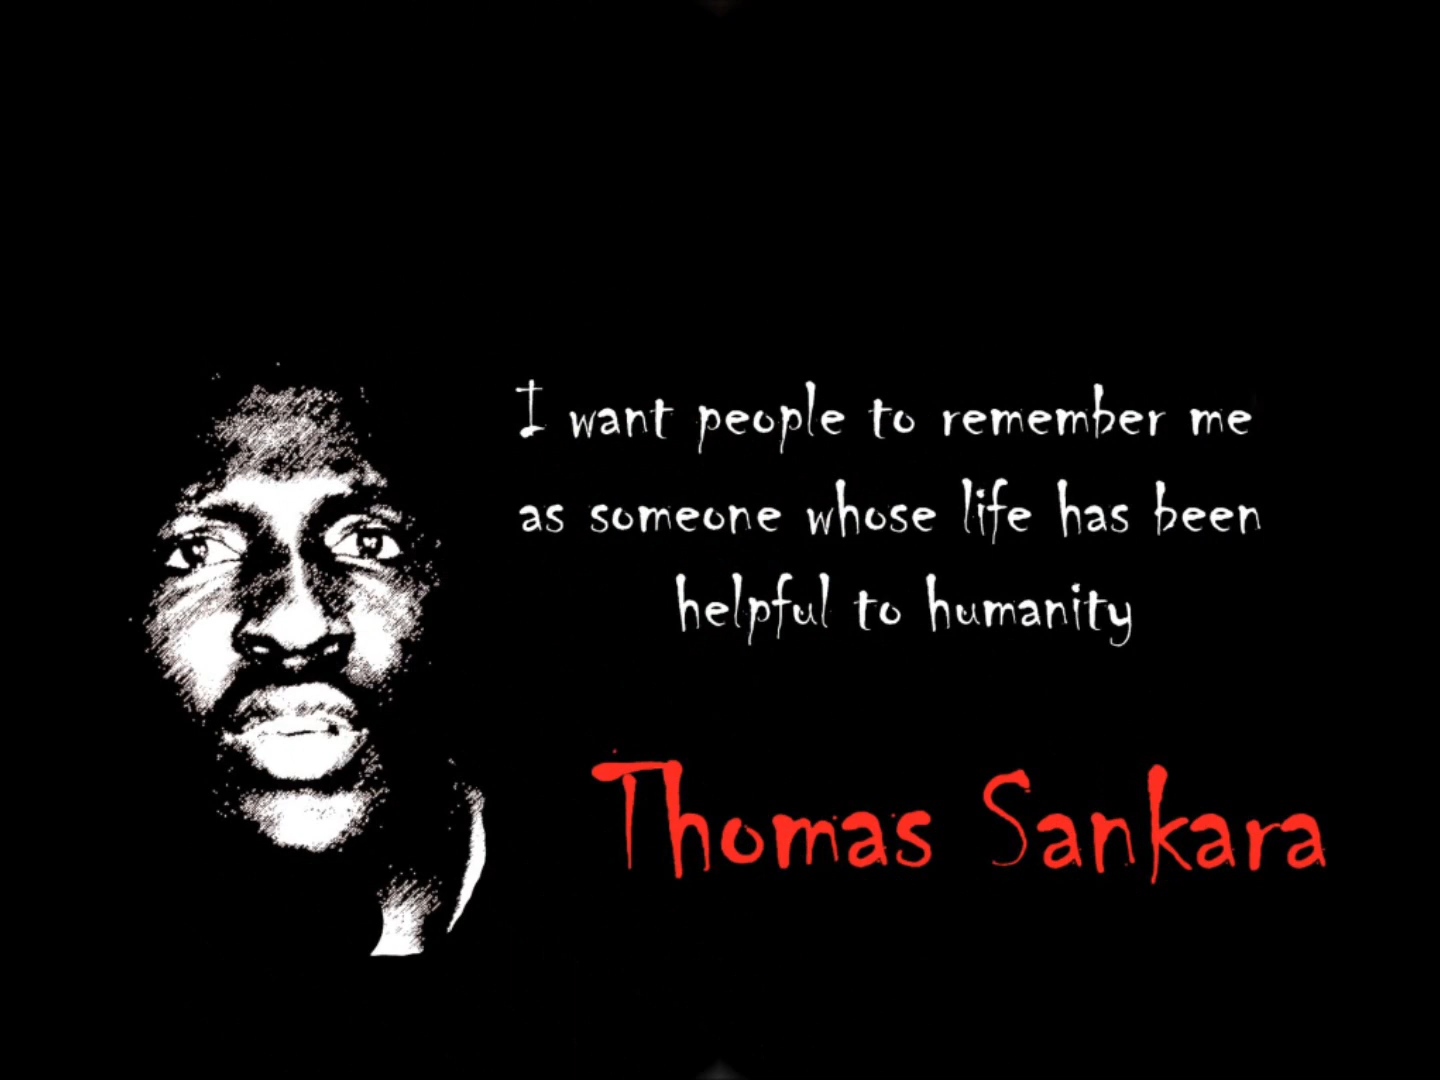 I want people to remember me
as someone whose life has been
helpful to humanity
Thomas Sankara